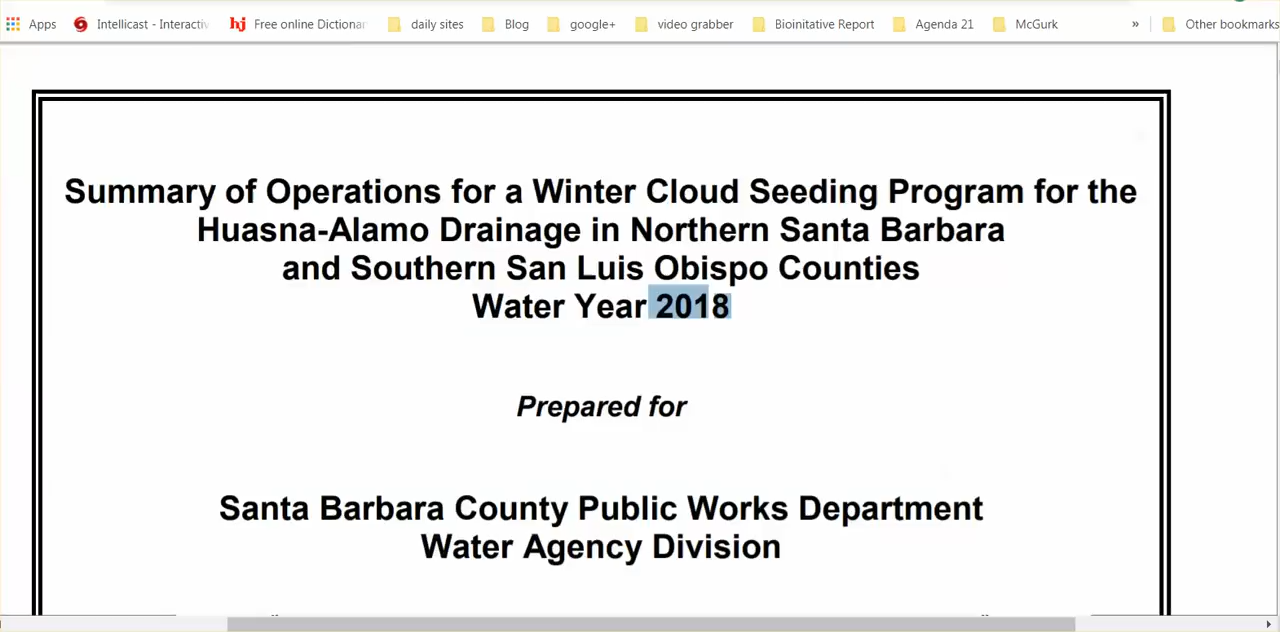 Apps Intellicast - Interactiv Free online Dictionar daily sites Blog google+ video grabber Bioinitative Report Agenda 21 McGurk » Other bookmarks
Summary of Operations for a Winter Cloud Seeding Program for the
Huasna-Alamo Drainage in Northern Santa Barbara
and Southern San Luis Obispo Counties
Water Year 2018
Prepared for
Santa Barbara County Public Works Department
Water Agency Division